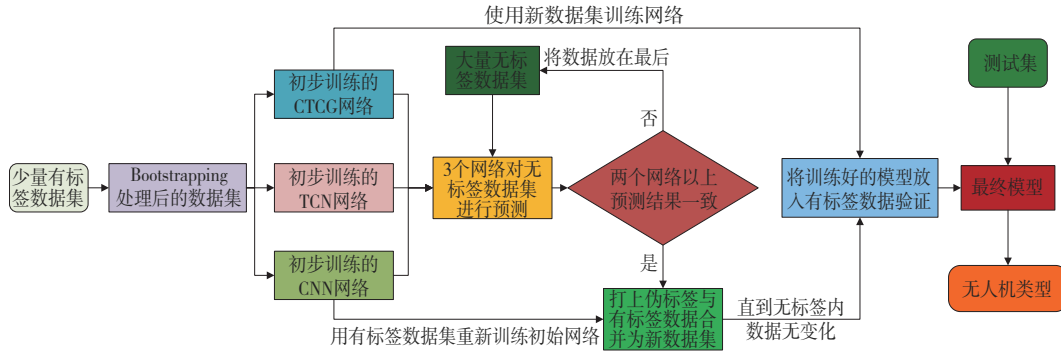 使用新数据集训练网络
大量无标
签数据集
将数据放在最后
测试集
初步训练的
CTCG网络
否
少量有标
签数据集
Bootstrapping
处理后的数据集
初步训练的
TCN网络
3个网络对无
标签数据集
进行预测
两个网络以上
预测结果一致
将训练好的模型放
入有标签数据验证
最终模型
初步训练的
CNN网络
是
无人机类型
打上伪标签与
有标签数据合
并为新数据集
直到无标签内
数据无变化
用有标签数据集重新训练初始网络